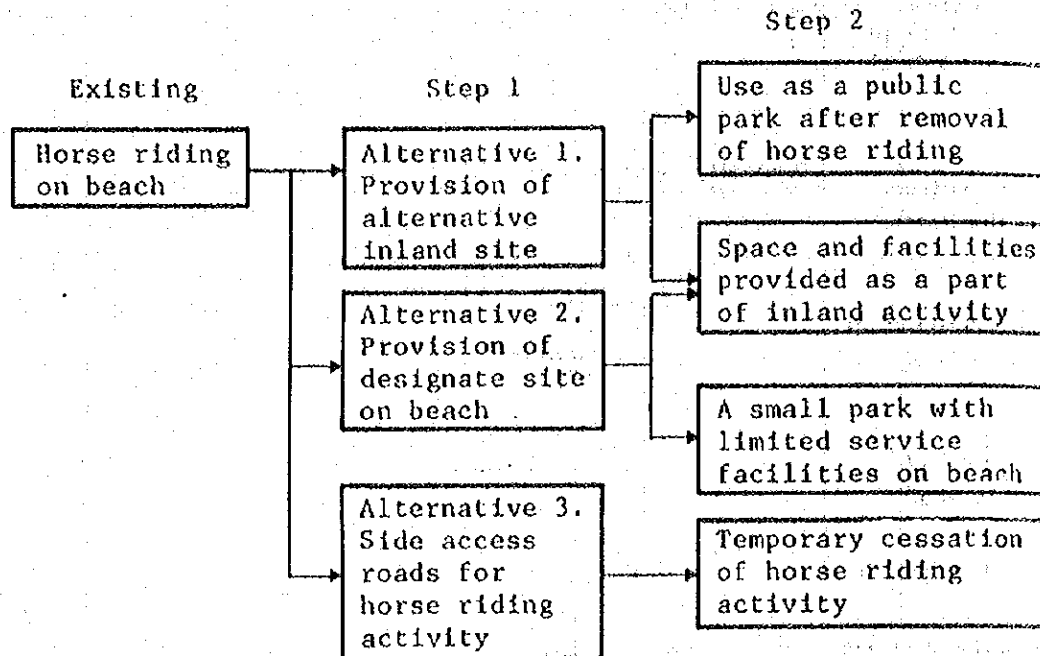 Existing
Horse riding
on beach
Step 1
Alternative 1.
Provision of
alternative
inland site
Alternative 2.
Provision of
designate site
on beach
Alternative 3.
Side access
roads for
horse riding
activity
Step 2
Use as a public
park after removal
of horse riding
Space and facilities
provided as a part
of inland activity
A small park with
limited service
facilities on beach
Temporary cessation
of horse riding
activity